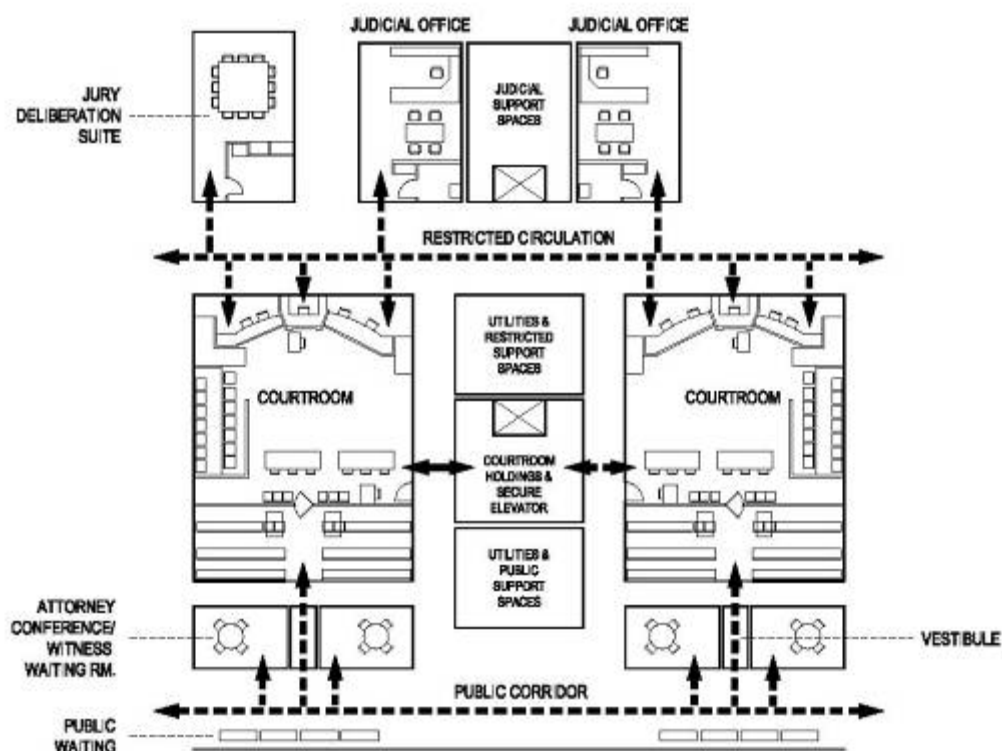 JUDICIAL OFFICE
JUDICIAL OFFICE
JURY
DELIBERATION
SUITE
JUDICIAL
SUPPORT
SPACES
RESTRICTED CIRCULATION
UTILITIES &
RESTRICTED
SUPPORT
SPACES
COURTROOM
COURTROOM
COURTROOM
HOLDINGS &
SECURE
ELEVATOR
UTILITIES &
PUBLIC
SUPPORT
SPACES
ATTORNEY
CONFERENCE/
WITNESS
WAITING RM.
VESTIBULE
PUBLIC CORRIDOR
PUBLIC
WAITING